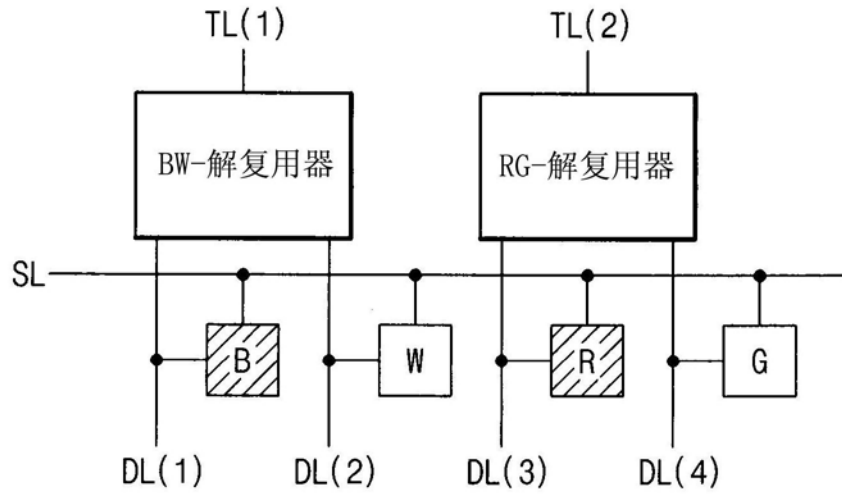 TL(1) TL(2)
BW-解复用器 RG-解复用器
SL
B W R G
DL(1) DL(2) DL(3) DL(4)